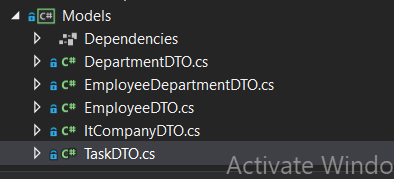 Models
Dependencies
C# DepartmentDTO.cs
C# EmployeeDepartmentDTO.cs
C# EmployeeDTO.cs
C# ItCompanyDTO.cs
C# TaskDTO.cs
Activate Windo